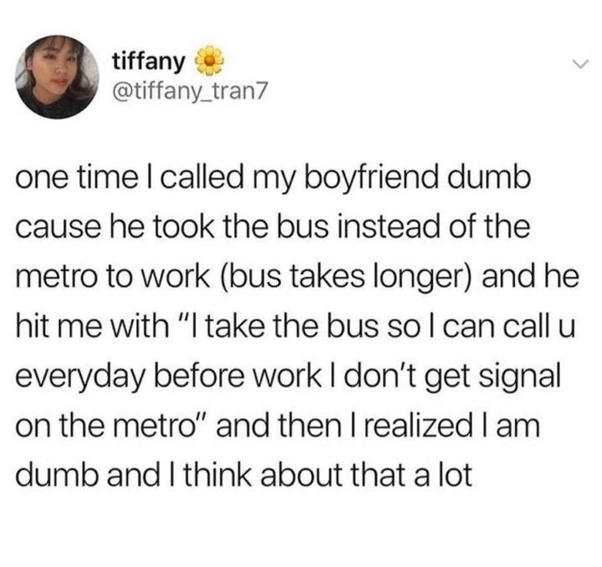 tiffany 🌼
@tiffany_tran7
one time I called my boyfriend dumb
cause he took the bus instead of the
metro to work (bus takes longer) and he
hit me with "I take the bus so I can call u
everyday before work I don't get signal
on the metro" and then I realized I am
dumb and I think about that a lot